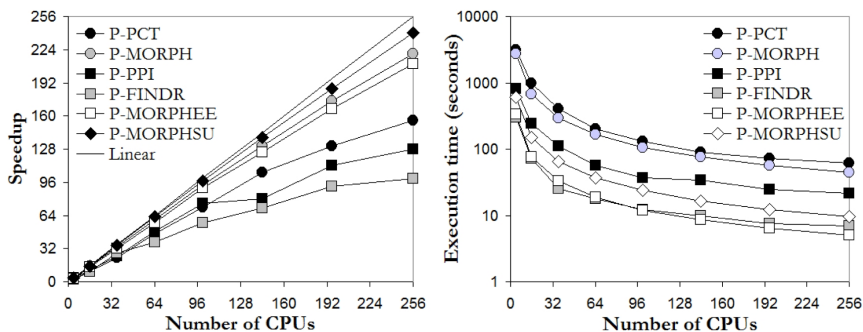 256
224
192
160
128
96
64
32
0
Speedup
P-PCT
P-MORPH
P-PPI
P-FINDR
P-MORPHEE
P-MORPHSU
Linear
0 32 64 96 128 160 192 224 256
Number of CPUs
10000
1000
100
10
1
Execution time (seconds)
P-PCT
P-MORPH
P-PPI
P-FINDR
P-MORPHEE
P-MORPHSU
0 32 64 96 128 160 192 224 256
Number of CPUs